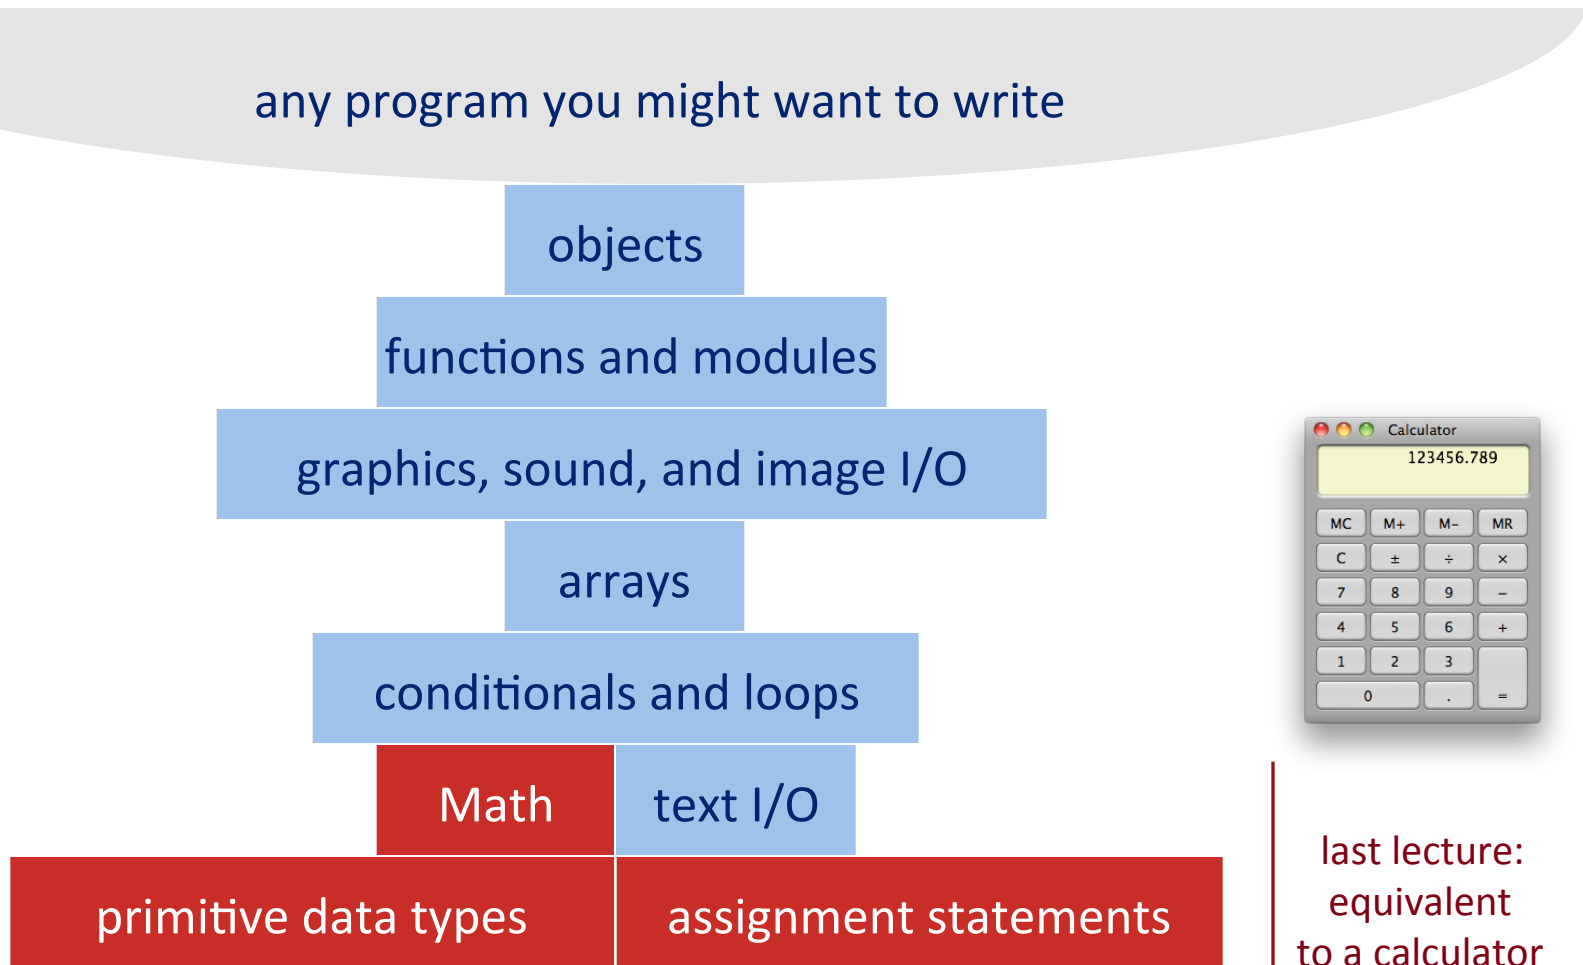 any program you might want to write
objects
functions and modules
graphics, sound, and image I/O
arrays
conditionals and loops
Math
text I/O
primitive data types
assignment statements
Calculator
123456.789
MC M+ M- MR
C ± ÷ ×
7 8 9 −
4 5 6 +
1 2 3
0 . =
last lecture:
equivalent
to a calculator